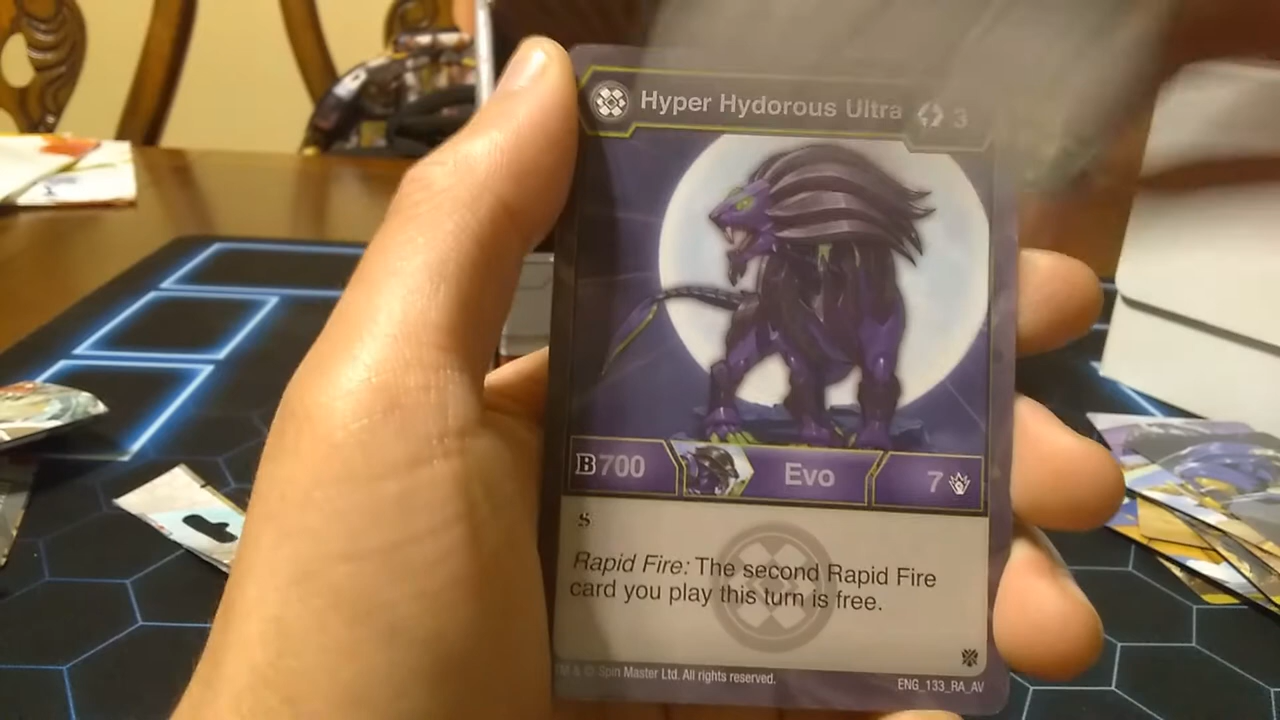 Hyper Hydorous Ultra 3
B700 Evo 7
S
Rapid Fire: The second Rapid Fire
card you play this turn is free.
TM & © Spin Master Ltd. All rights reserved.
ENG_133_RA_AV